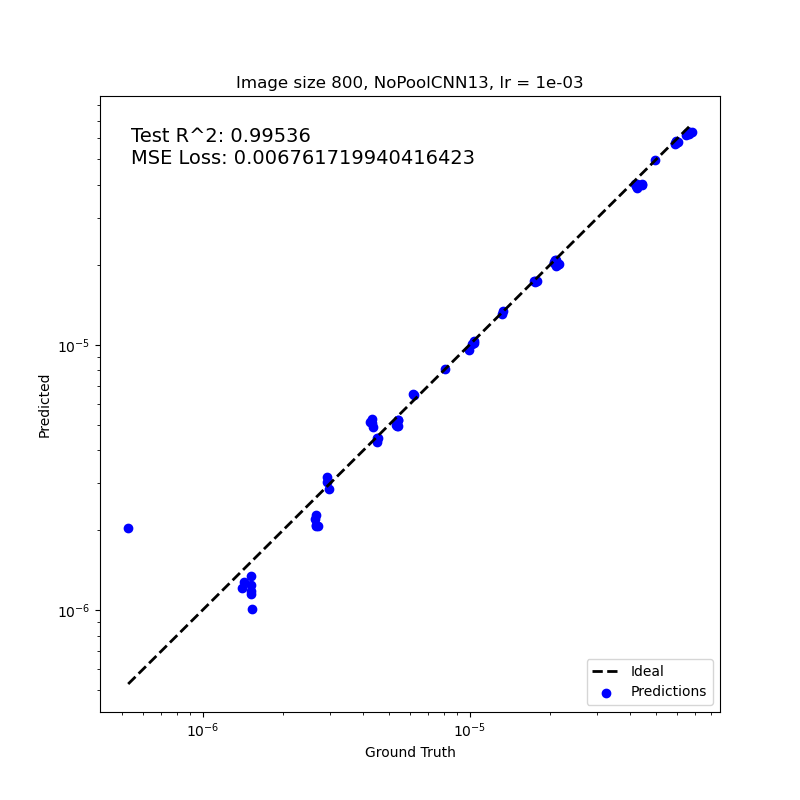 Image size 800, NoPoolCNN13, lr = 1e-03
Test R^2: 0.99536
MSE Loss: 0.006761719940416423
10⁻⁵
Predicted
10⁻⁶
Ideal
Predictions
10⁻⁶
10⁻⁵
Ground Truth